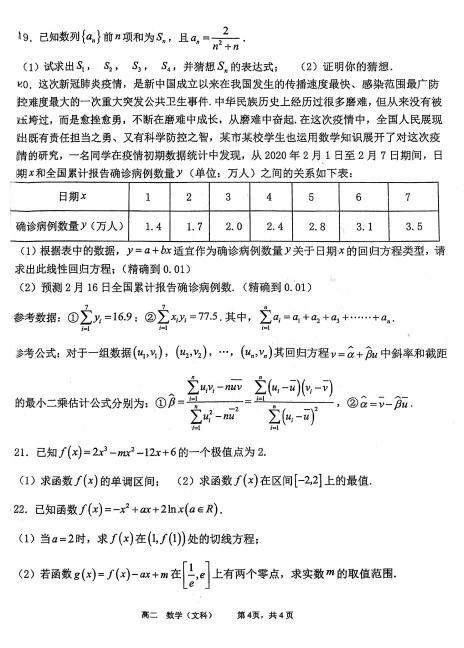 19. 已知数列{aₙ}前n项和为Sₙ，且aₙ = 2/(n²+n).
(1) 试求出S₁，S₂，S₃，S₄，并猜想Sₙ的表达式；  (2) 证明你的猜想.
20. 这次新冠肺炎疫情，是新中国成立以来在我国发生的传播速度最快、感染范围最广防
控难度最大的一次重大突发公共卫生事件.中华民族历史上经历过很多磨难，但从来没有被
压垮过，而是愈挫愈勇，不断在磨难中成长，从磨难中奋起.在这次疫情中，全国人民展现
出既有责任担当之勇、又有科学防控之智，某市某校学生也运用数学知识展开了对这次疫
情的研究，一名同学在疫情初期数据统计中发现，从 2020 年 2 月 1 日至 2 月 7 日期间，日
期x和全国累计报告确诊病例数量y（单位：万人）之间的关系如下表：
日期x 1 2 3 4 5 6 7
确诊病例数量y（万人） 1.4 1.7 2.0 2.4 2.8 3.1 3.5
(1) 根据表中的数据，y=a+bx适宜作为确诊病例数量y关于日期x的回归方程类型，请
求出此线性回归方程；(精确到 0.01)
(2) 预测 2 月 16 日全国累计报告确诊病例数.（精确到 0.01）
参考数据：①∑_{i=1}^{7} yᵢ=16.9；②∑_{i=1}^{7} xᵢyᵢ=77.5.其中，∑_{i=1}^{n} aᵢ=a₁+a₂+a₃+……+aₙ.
参考公式：对于一组数据(u₁,v₁)，(u₂,v₂)，…，(uₙ,vₙ)其回归方程v=α̂+β̂u中斜率和截距
的最小二乘估计公式分别为：①β̂=(∑_{i=1}^{n} uᵢvᵢ-nūv̄)/(∑_{i=1}^{n} uᵢ²-nū²)=(∑_{i=1}^{n}(uᵢ-ū)(vᵢ-v̄))/(∑_{i=1}^{n}(uᵢ-ū)²)，②α̂=v̄-β̂ū.
21. 已知f(x)=2x³-mx²-12x+6的一个极值点为 2.
(1) 求函数f(x)的单调区间；  (2) 求函数f(x)在区间[-2,2]上的最值.
22. 已知函数f(x)=-x²+ax+2lnx(a∈R).
(1) 当a=2时，求f(x)在(1,f(1))处的切线方程；
(2) 若函数g(x)=f(x)-ax+m在[1/e,e]上有两个零点，求实数m的取值范围.
高二 数学（文科） 第4页，共4页